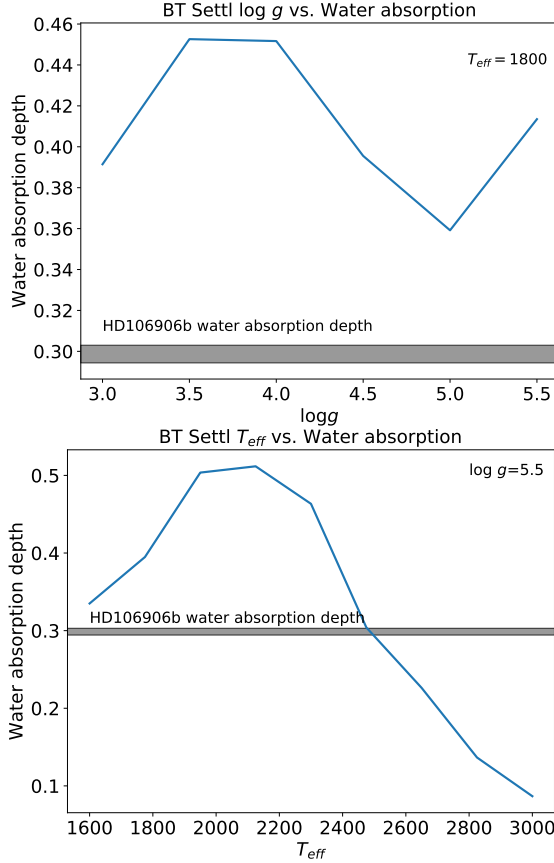 BT Settl log g vs. Water absorption
0.46
T_eff = 1800
0.44
0.42
0.40
0.38
0.36
0.34
0.32
0.30
Water absorption depth
HD106906b water absorption depth
3.0 3.5 4.0 4.5 5.0 5.5
logg
BT Settl T_eff vs. Water absorption
log g=5.5
0.5
0.4
0.3
0.2
0.1
Water absorption depth
HD106906b water absorption depth
1600 1800 2000 2200 2400 2600 2800 3000
T_eff